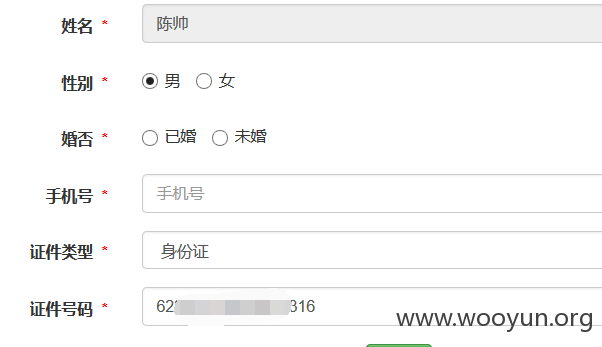 姓名 * 陈帅
性别 * 男 女
婚否 * 已婚 未婚
手机号 * 手机号
证件类型 * 身份证
证件号码 * 62 316
www.wooyun.org